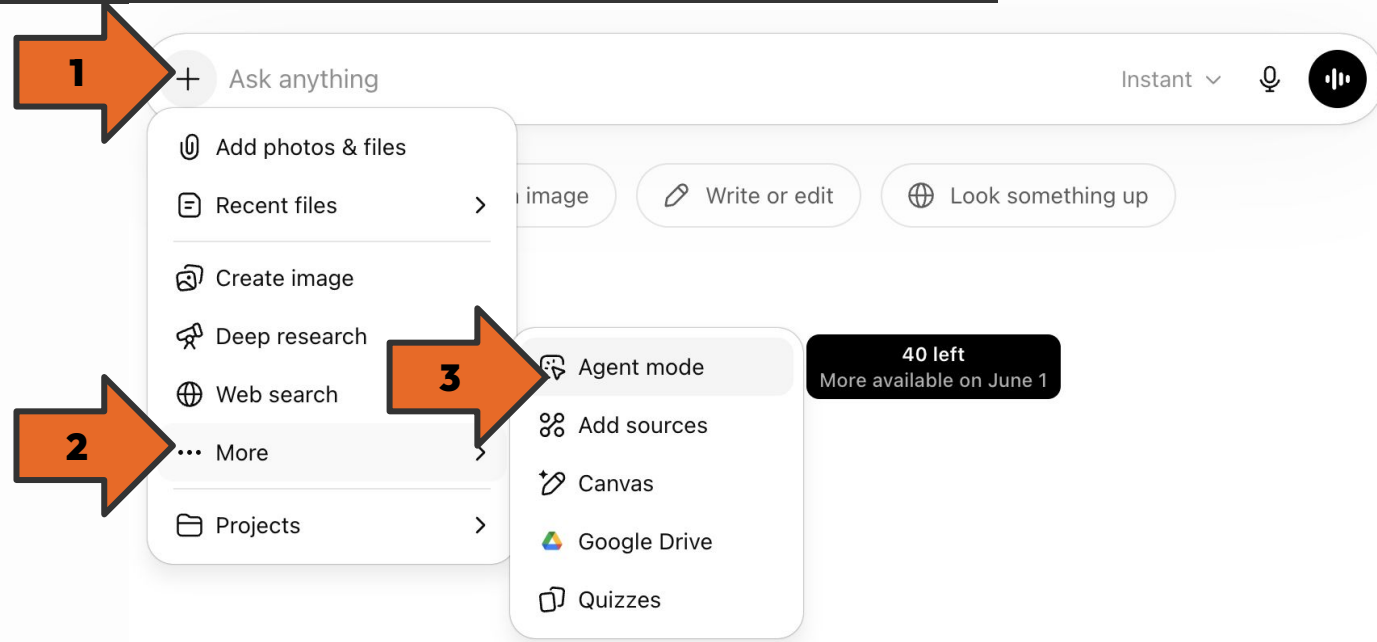 1
Ask anything
Instant
Add photos & files
Recent files
image
Write or edit
Look something up
Create image
Deep research
3
Agent mode
40 left
More available on June 1
Web search
Add sources
2
More
Canvas
Projects
Google Drive
Quizzes